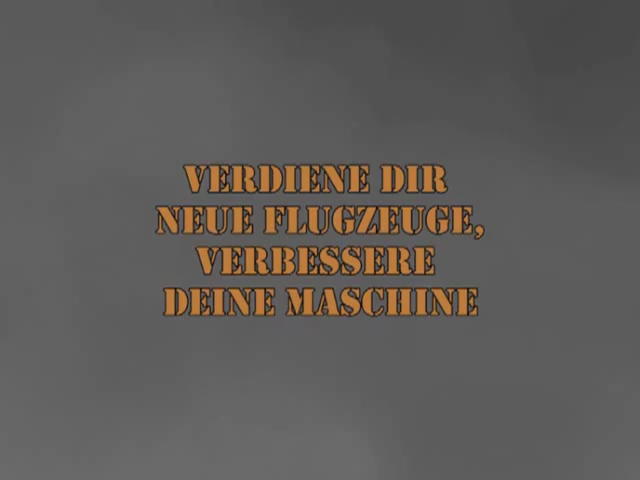 VERDIENE DIR
NEUE FLUGZEUGE,
VERBESSERE
DEINE MASCHINE